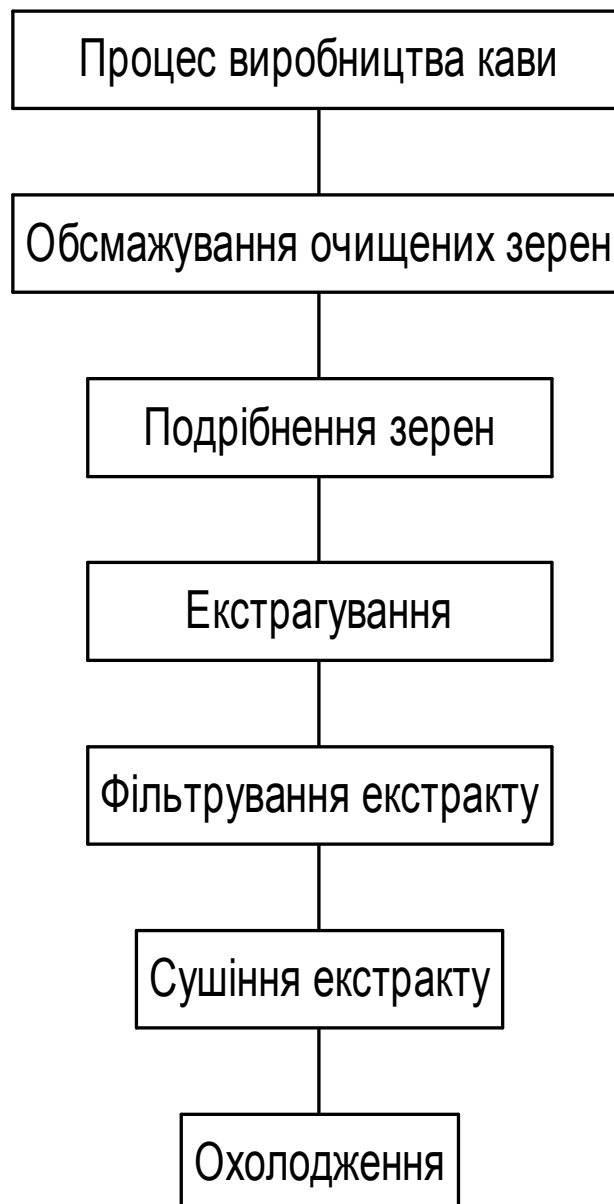 Процес виробництва кави
Обсмажування очищених зерен
Подрібнення зерен
Екстрагування
Фільтрування екстракту
Сушіння екстракту
Охолодження